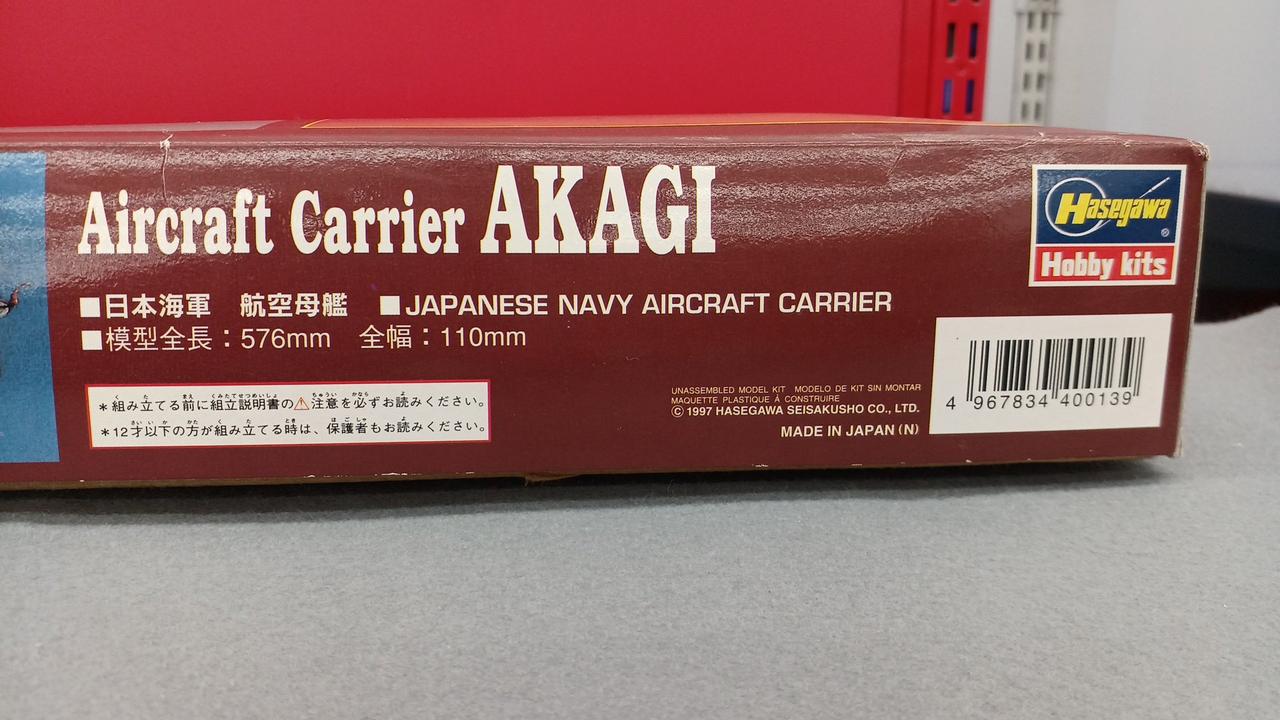 Aircraft Carrier AKAGI
■日本海軍 航空母艦 ■JAPANESE NAVY AIRCRAFT CARRIER
■模型全長：576mm 全幅：110mm
＊組み立てる前に組立説明書の⚠注意を必ずお読みください。
＊12才以下の方が組み立てる時は、保護者もお読みください。
UNASSEMBLED MODEL KIT MODELO DE KIT SIN MONTAR
MAQUETTE PLASTIQUE Á CONSTRUIRE
© 1997 HASEGAWA SEISAKUSHO CO., LTD.
MADE IN JAPAN (N)
Hasegawa®
Hobby kits
4 967834 400139